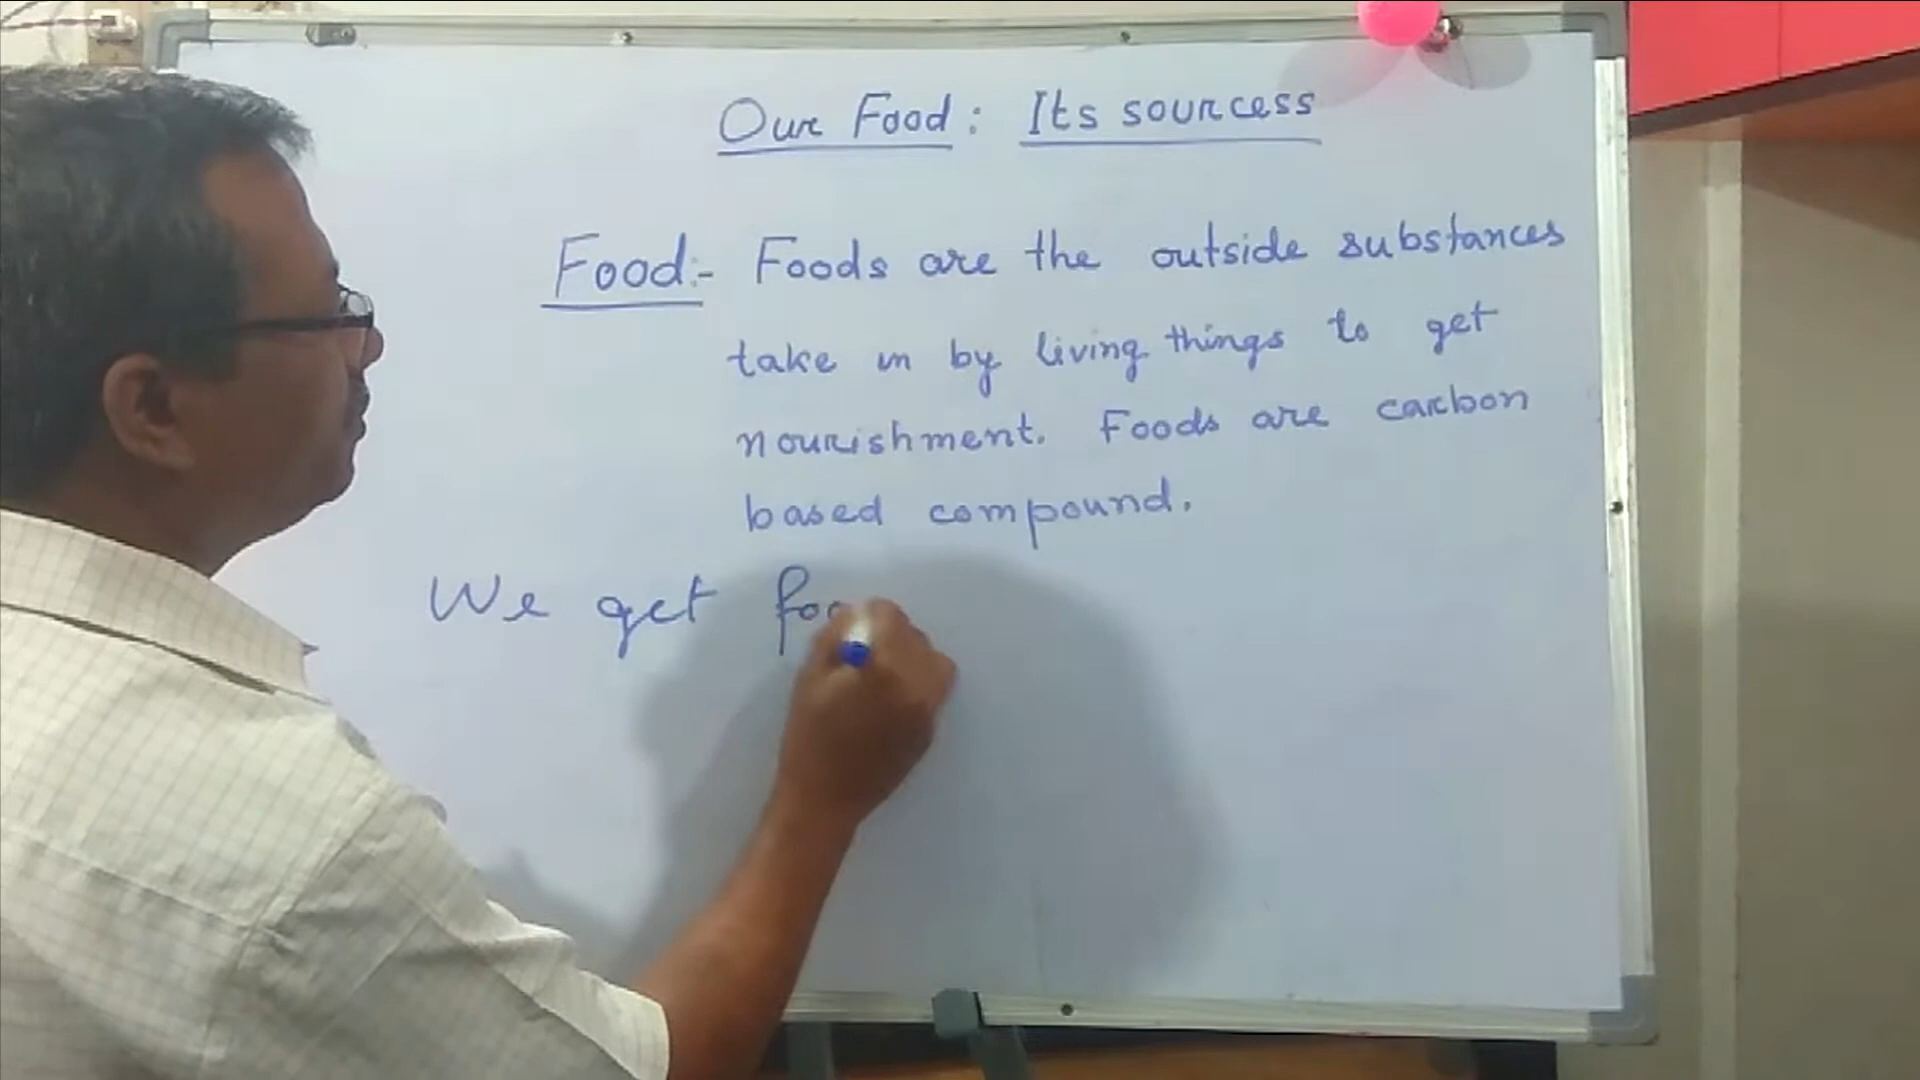 Our Food: Its sourcess
Food:- Foods are the outside substances
take in by living things to get
nourishment. Foods are carbon
based compound.
We get foo